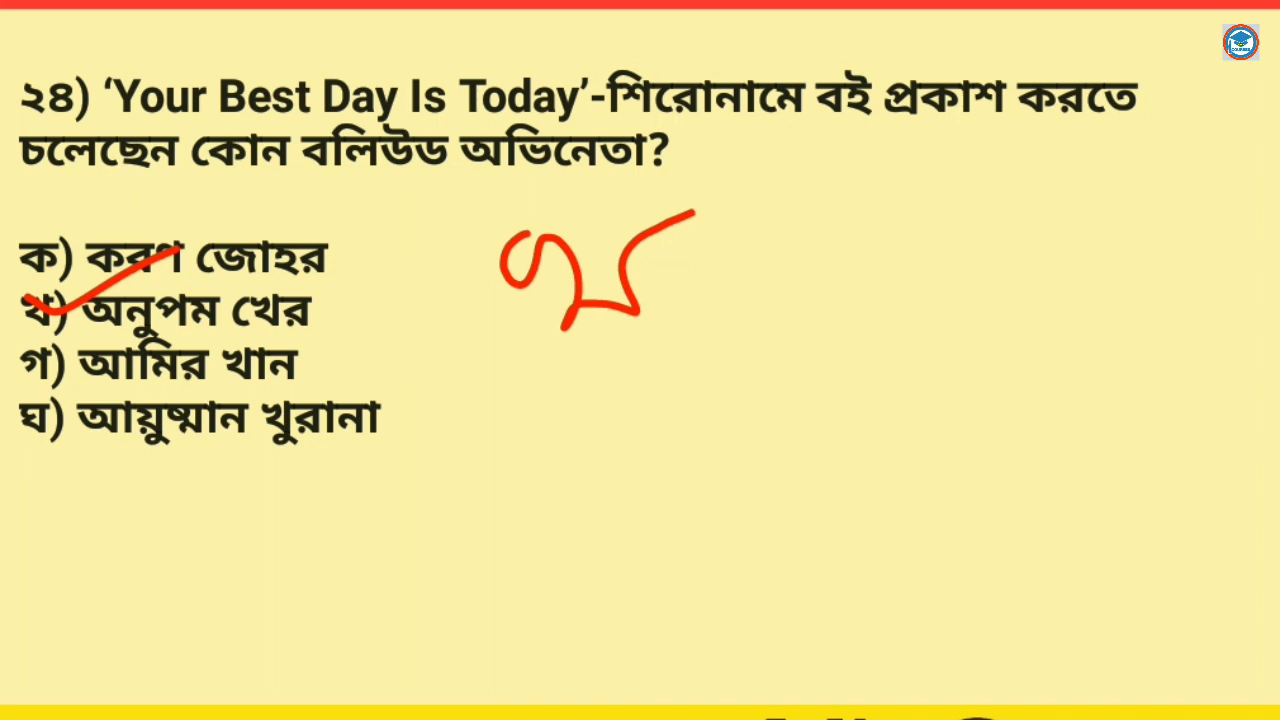 ২৪) ‘Your Best Day Is Today’-শিরোনামে বই প্রকাশ করতে
চলেছেন কোন বলিউড অভিনেতা?
ক) করণ জোহর
খ) অনুপম খের
গ) আমির খান
ঘ) আয়ুষ্মান খুরানা
খ